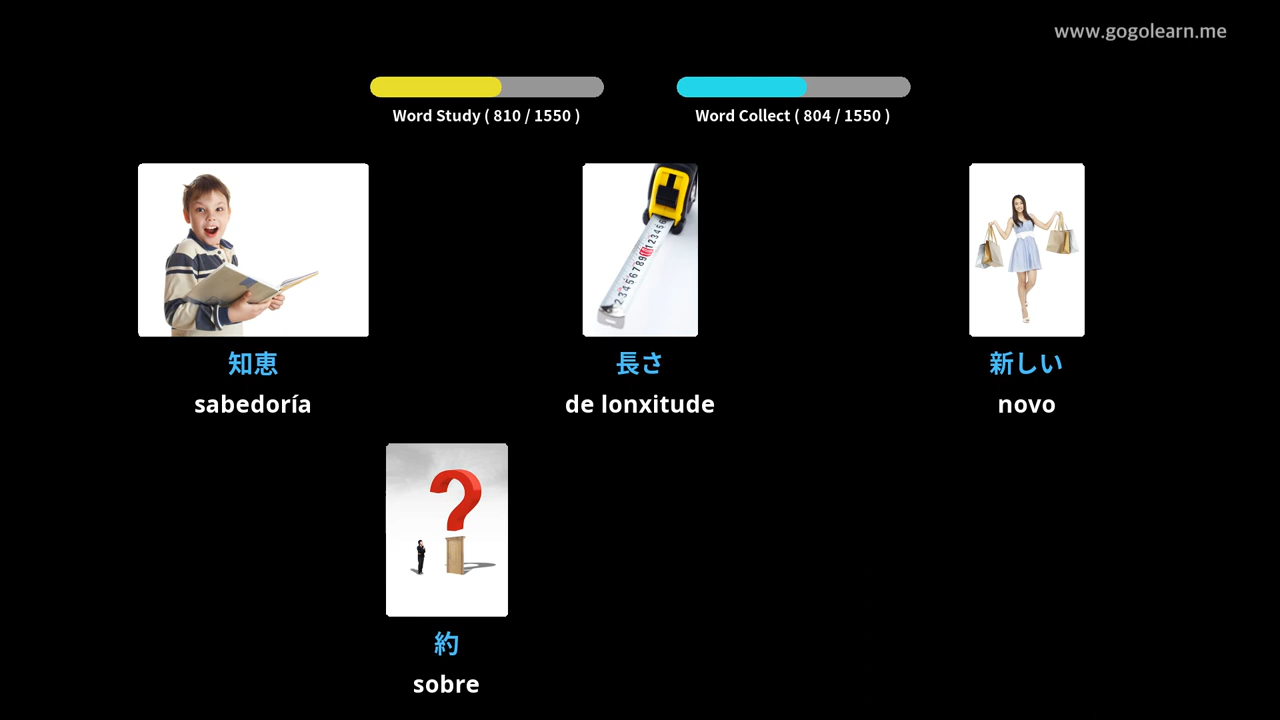 www.gogolearn.me
Word Study ( 810 / 1550 )
Word Collect ( 804 / 1550 )
知恵
sabedoría
長さ
de lonxitude
新しい
novo
約
sobre